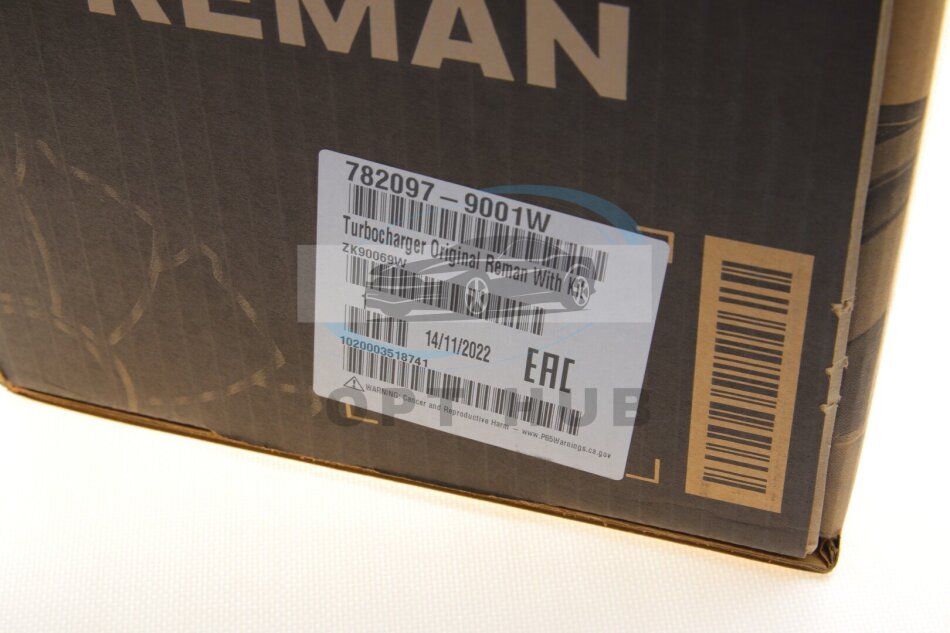 REMAN
782097-9001W
Turbocharger Original Reman With Kit
ZK90069W
14/11/2022
EAC
1020003518741
WARNING: Cancer and Reproductive Harm - www.P65Warnings.ca.gov
OPT HUB